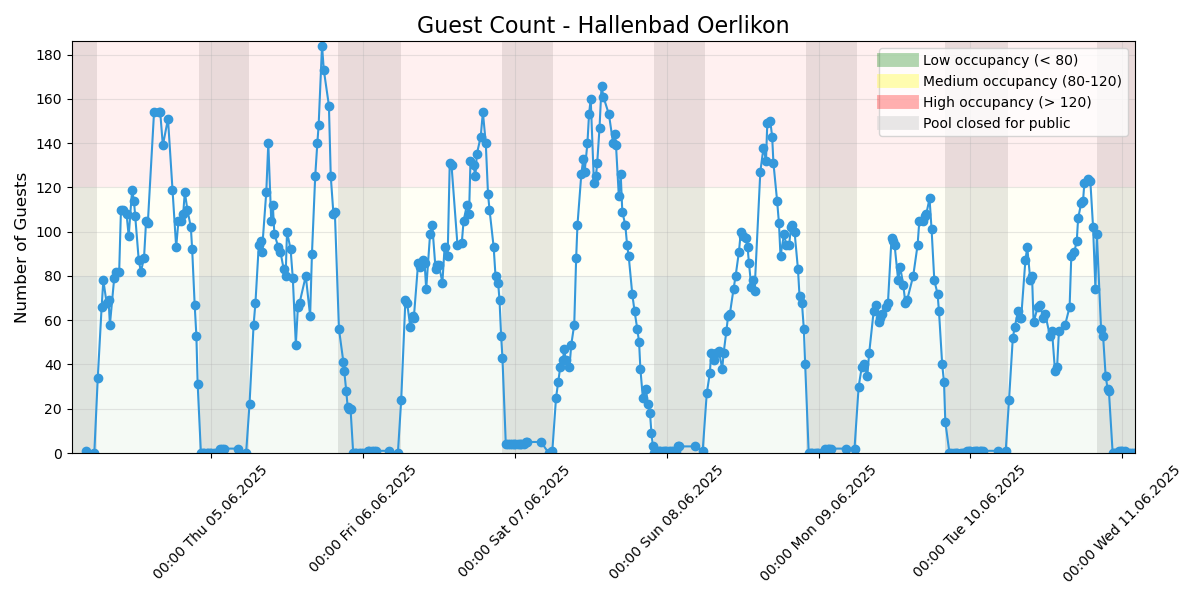 Guest Count - Hallenbad Oerlikon
Number of Guests
180
160
140
120
100
80
60
40
20
0
Low occupancy (< 80)
Medium occupancy (80-120)
High occupancy (> 120)
Pool closed for public
00:00 Thu 05.06.2025
00:00 Fri 06.06.2025
00:00 Sat 07.06.2025
00:00 Sun 08.06.2025
00:00 Mon 09.06.2025
00:00 Tue 10.06.2025
00:00 Wed 11.06.2025